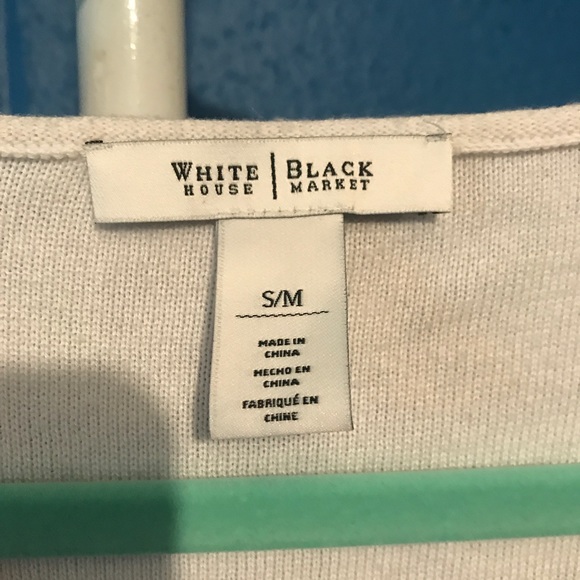 WHITE | BLACK
HOUSE | MARKET
S/M
MADE IN
CHINA
HECHO EN
CHINA
FABRIQUÉ EN
CHINE